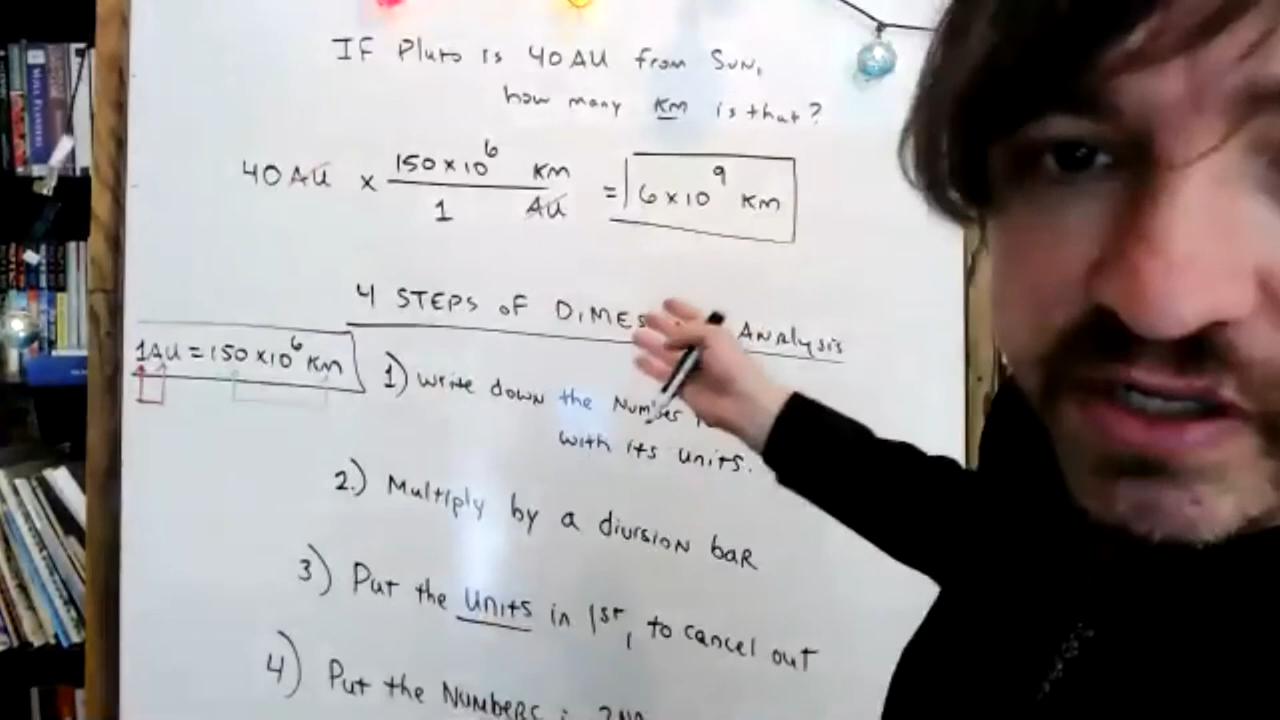 IF Pluto is 40 AU from Sun,
how many Km is that?
40 AU x 150 x 10^6 Km / 1 AU = 6 x 10^9 Km
4 STEPS OF Analysis
1 AU = 150 x 10^6 Km
1) Write down the Number
with its units.
2.) Multiply by a division baR
3) Put the units in 1st, to cancel out
4) Put the NumbeRs